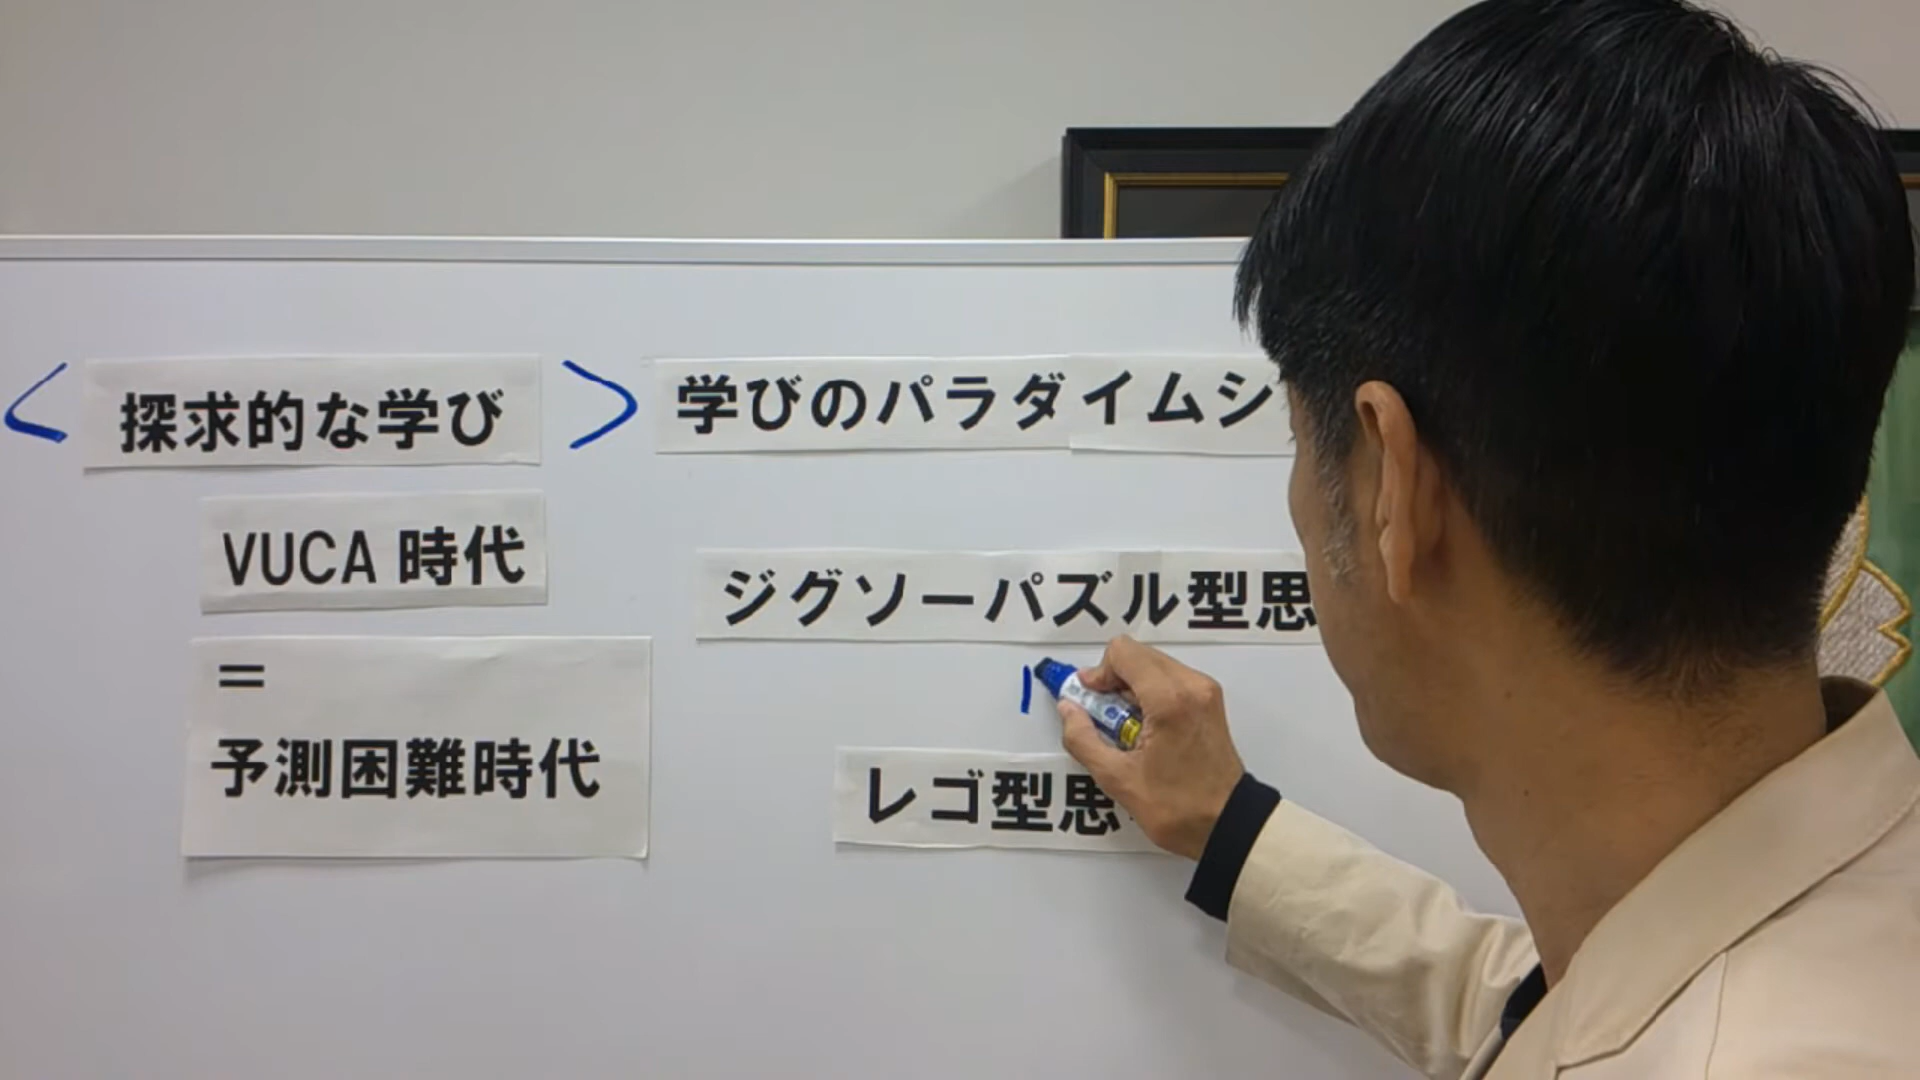 <探求的な学び>
学びのパラダイムシ
VUCA 時代
=
予測困難時代
ジグソーパズル型思
レゴ型思